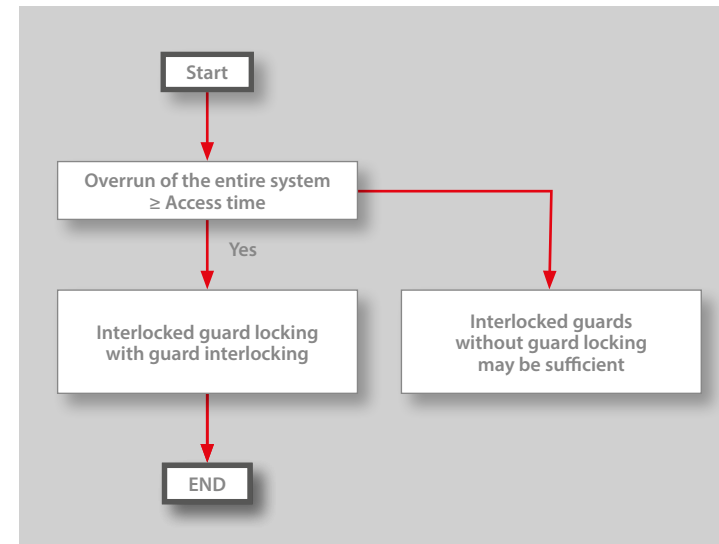 Start
Overrun of the entire system
≥ Access time
Yes
Interlocked guard locking
with guard interlocking
Interlocked guards
without guard locking
may be sufficient
END